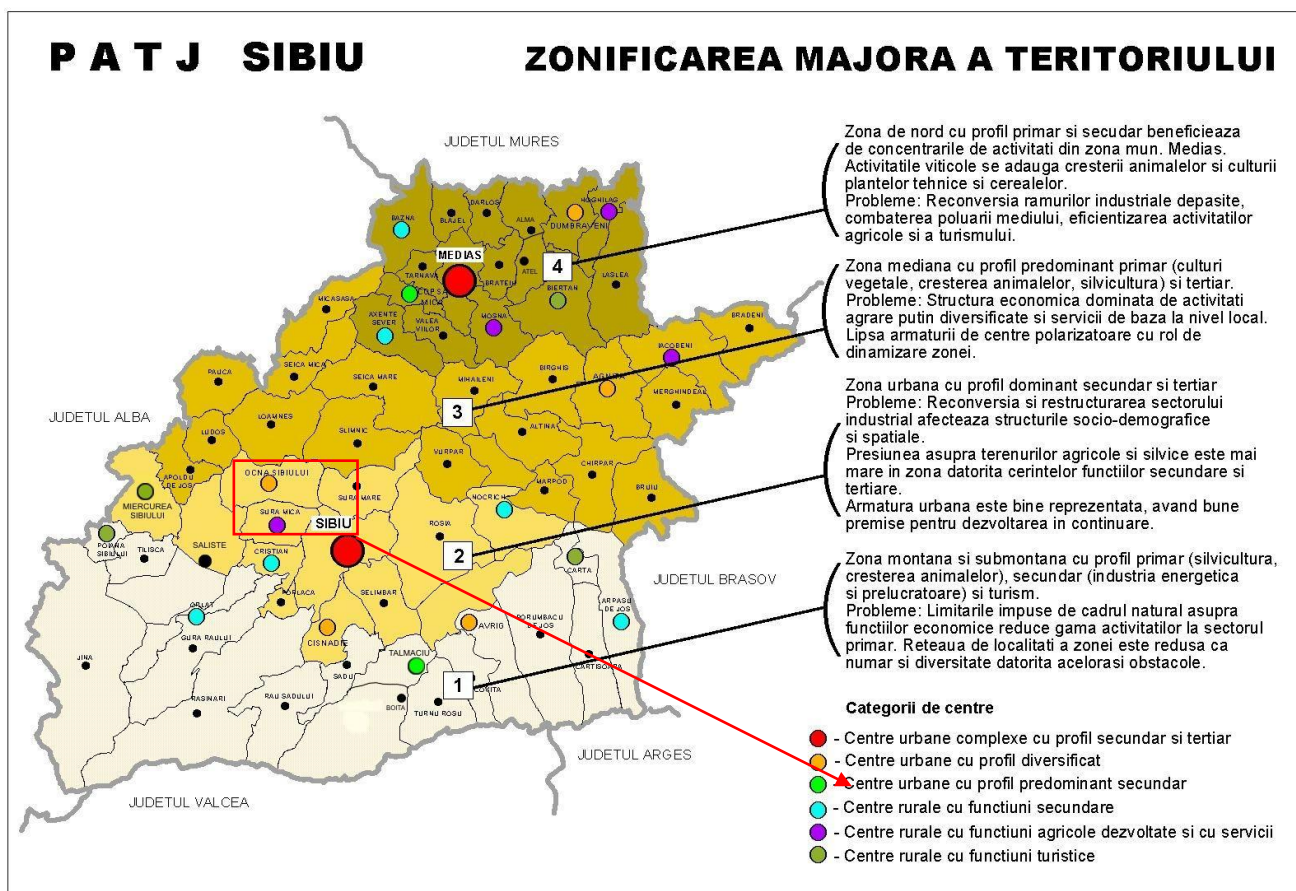 P A T J SIBIU
ZONIFICAREA MAJORA A TERITORIULUI
JUDETUL MURES
HOGHILAG
DARLOS
BAZNA
BLAJEL
ALMA
DUMBRAVENI
MEDIAS
4
TARNAVA
ATEL
BRATEIU
BIERTAN
LASLEA
COPSA
MICA
MICASASA
AXENTE
SEVER
VALEA
VIILOR
MOSNA
BRADENI
IACOBENI
SEICA MICA
BIRGHIS
PAUCA
SEICA MARE
MIHAILENI
AGNITA
MERGHINDEAL
JUDETUL ALBA
3
LOAMNES
LUDOS
SLIMNIC
ALTINA
VURPAR
OCNA SIBIULUI
CHIRPAR
APOLDU
DE JOS
MARPOD
BRUIU
SURA MARE
NOCRICH
MIERCUREA
SIBIULUI
SURA MICA
SIBIU
ROSIA
POIANA
SIBIULUI
TILISCA
SALISTE
CRISTIAN
2
CARTA
JUDETUL BRASOV
PORLACA
SELIMBAR
ARPASU
DE JOS
ORLAT
PORUMBACU
DE JOS
AVRIG
GURA RAULUI
CISNADIE
TALMACIU
JINA
SADU
CARTISOARA
1
RASINARI
RAU SADULUI
BOITA
TURNU ROSU
JUDETUL ARGES
JUDETUL VALCEA
Zona de nord cu profil primar si secudar beneficieaza
de concentrarile de activitati din zona mun. Medias.
Activitatile viticole se adauga cresterii animalelor si culturii
plantelor tehnice si cerealelor.
Probleme: Reconversia ramurilor industriale depasite,
combaterea poluarii mediului, eficientizarea activitatilor
agricole si a turismului.
Zona mediana cu profil predominant primar (culturi
vegetale, cresterea animalelor, silvicultura) si tertiar.
Probleme: Structura economica dominata de activitati
agrare putin diversificate si servicii de baza la nivel local.
Lipsa armaturii de centre polarizatoare cu rol de
dinamizare zonei.
Zona urbana cu profil dominant secundar si tertiar
Probleme: Reconversia si restructurarea sectorului
industrial afecteaza structurile socio-demografice
si spatiale.
Presiunea asupra terenurilor agricole si silvice este mai
mare in zona datorita cerintelor functiilor secundare si
tertiare.
Armatura urbana este bine reprezentata, avand bune
premise pentru dezvoltarea in continuare.
Zona montana si submontana cu profil primar (silvicultura,
cresterea animalelor), secundar (industria energetica
si prelucratoare) si turism.
Probleme: Limitarile impuse de cadrul natural asupra
functiilor economice reduce gama activitatilor la sectorul
primar. Reteaua de localitati a zonei este redusa ca
numar si diversitate datorita acelorasi obstacole.
Categorii de centre
- Centre urbane complexe cu profil secundar si tertiar
- Centre urbane cu profil diversificat
- Centre urbane cu profil predominant secundar
- Centre rurale cu functiuni secundare
- Centre rurale cu functiuni agricole dezvoltate si cu servicii
- Centre rurale cu functiuni turistice